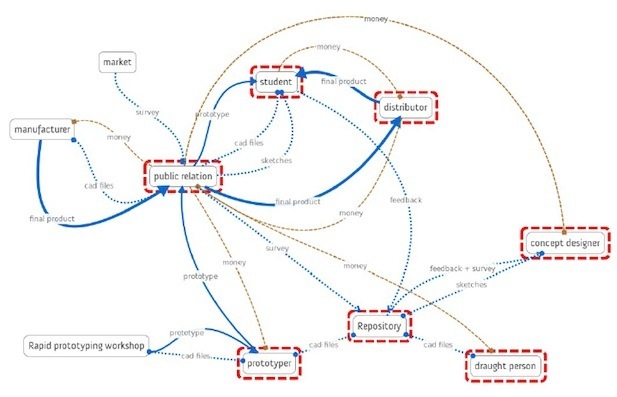 money
money
market
student
final product
distributor
survey
prototype
manufacturer
money
cad files
sketches
public relation
cad files
final product
feedback
final product
money
concept designer
survey
money
money
feedback + survey
prototype
sketches
Repository
prototype
Rapid prototyping workshop
cad files
cad files
cad files
prototyper
draught person